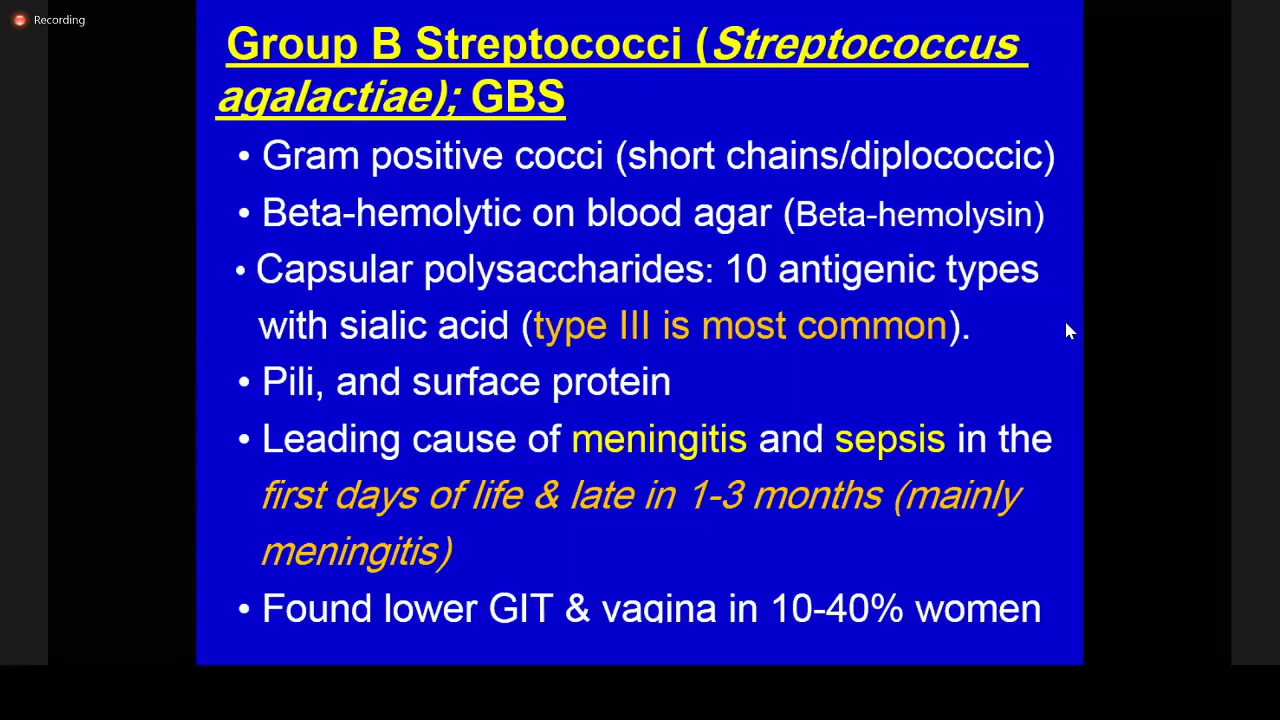 Recording
Group B Streptococci (Streptococcus
agalactiae); GBS
• Gram positive cocci (short chains/diplococcic)
• Beta-hemolytic on blood agar (Beta-hemolysin)
• Capsular polysaccharides: 10 antigenic types
with sialic acid (type III is most common).
• Pili, and surface protein
• Leading cause of meningitis and sepsis in the
first days of life & late in 1-3 months (mainly
meningitis)
• Found lower GIT & vagina in 10-40% women